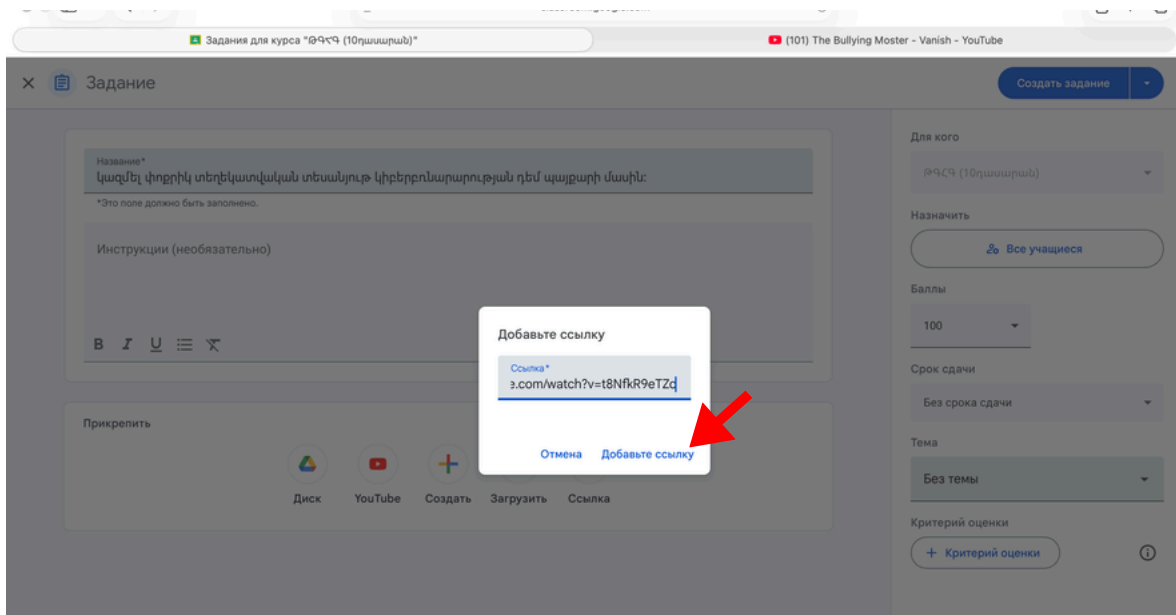 Задания для курса "ԹԳՀԳ (10դասարան)"
(101) The Bullying Moster - Vanish - YouTube
Задание
Создать задание
Название*
կազմել փոքրիկ տեղեկատվական տեսանյութ կիբերբռնարարության դեմ պայքարի մասին:
*Это поле должно быть заполнено.
Инструкции (необязательно)
B I U
Прикрепить
Диск YouTube Создать Загрузить Ссылка
Добавьте ссылку
Ссылка*
e.com/watch?v=t8NfkR9eTZc
Отмена Добавьте ссылку
Для кого
ԹԳՀԳ (10դասարան)
Назначить
Все учащиеся
Баллы
100
Срок сдачи
Без срока сдачи
Тема
Без темы
Критерий оценки
+ Критерий оценки